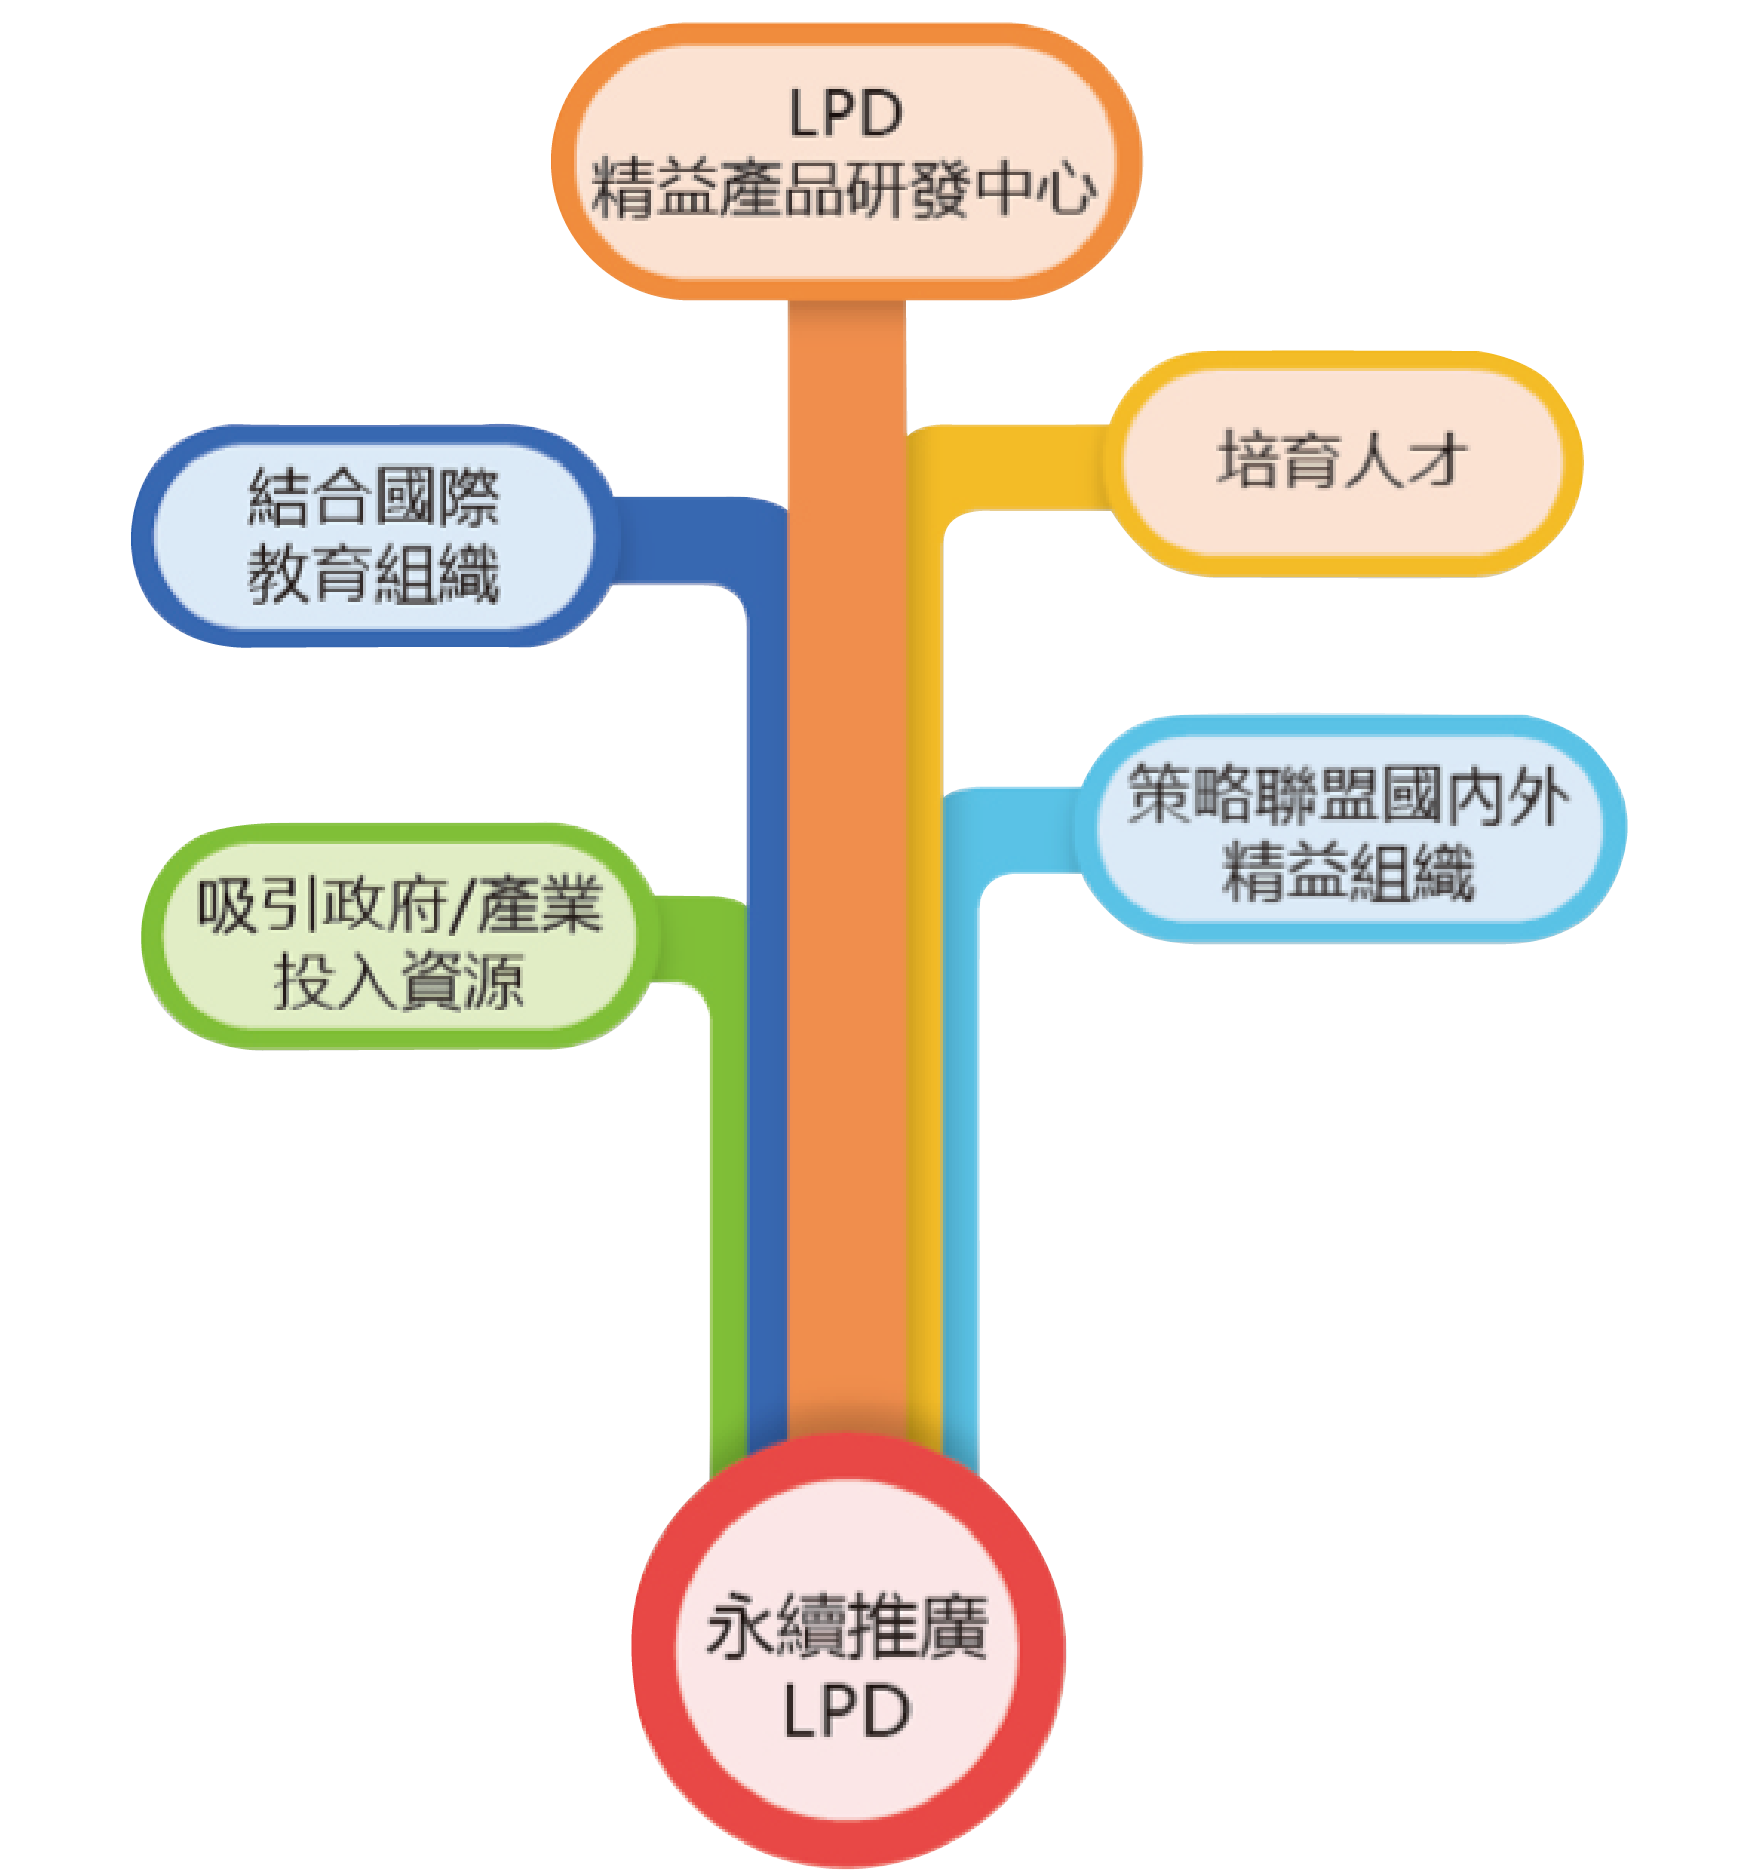 LPD
精益產品研發中心
培育人才
結合國際
教育組織
策略聯盟國內外
精益組織
吸引政府/產業
投入資源
永續推廣
LPD